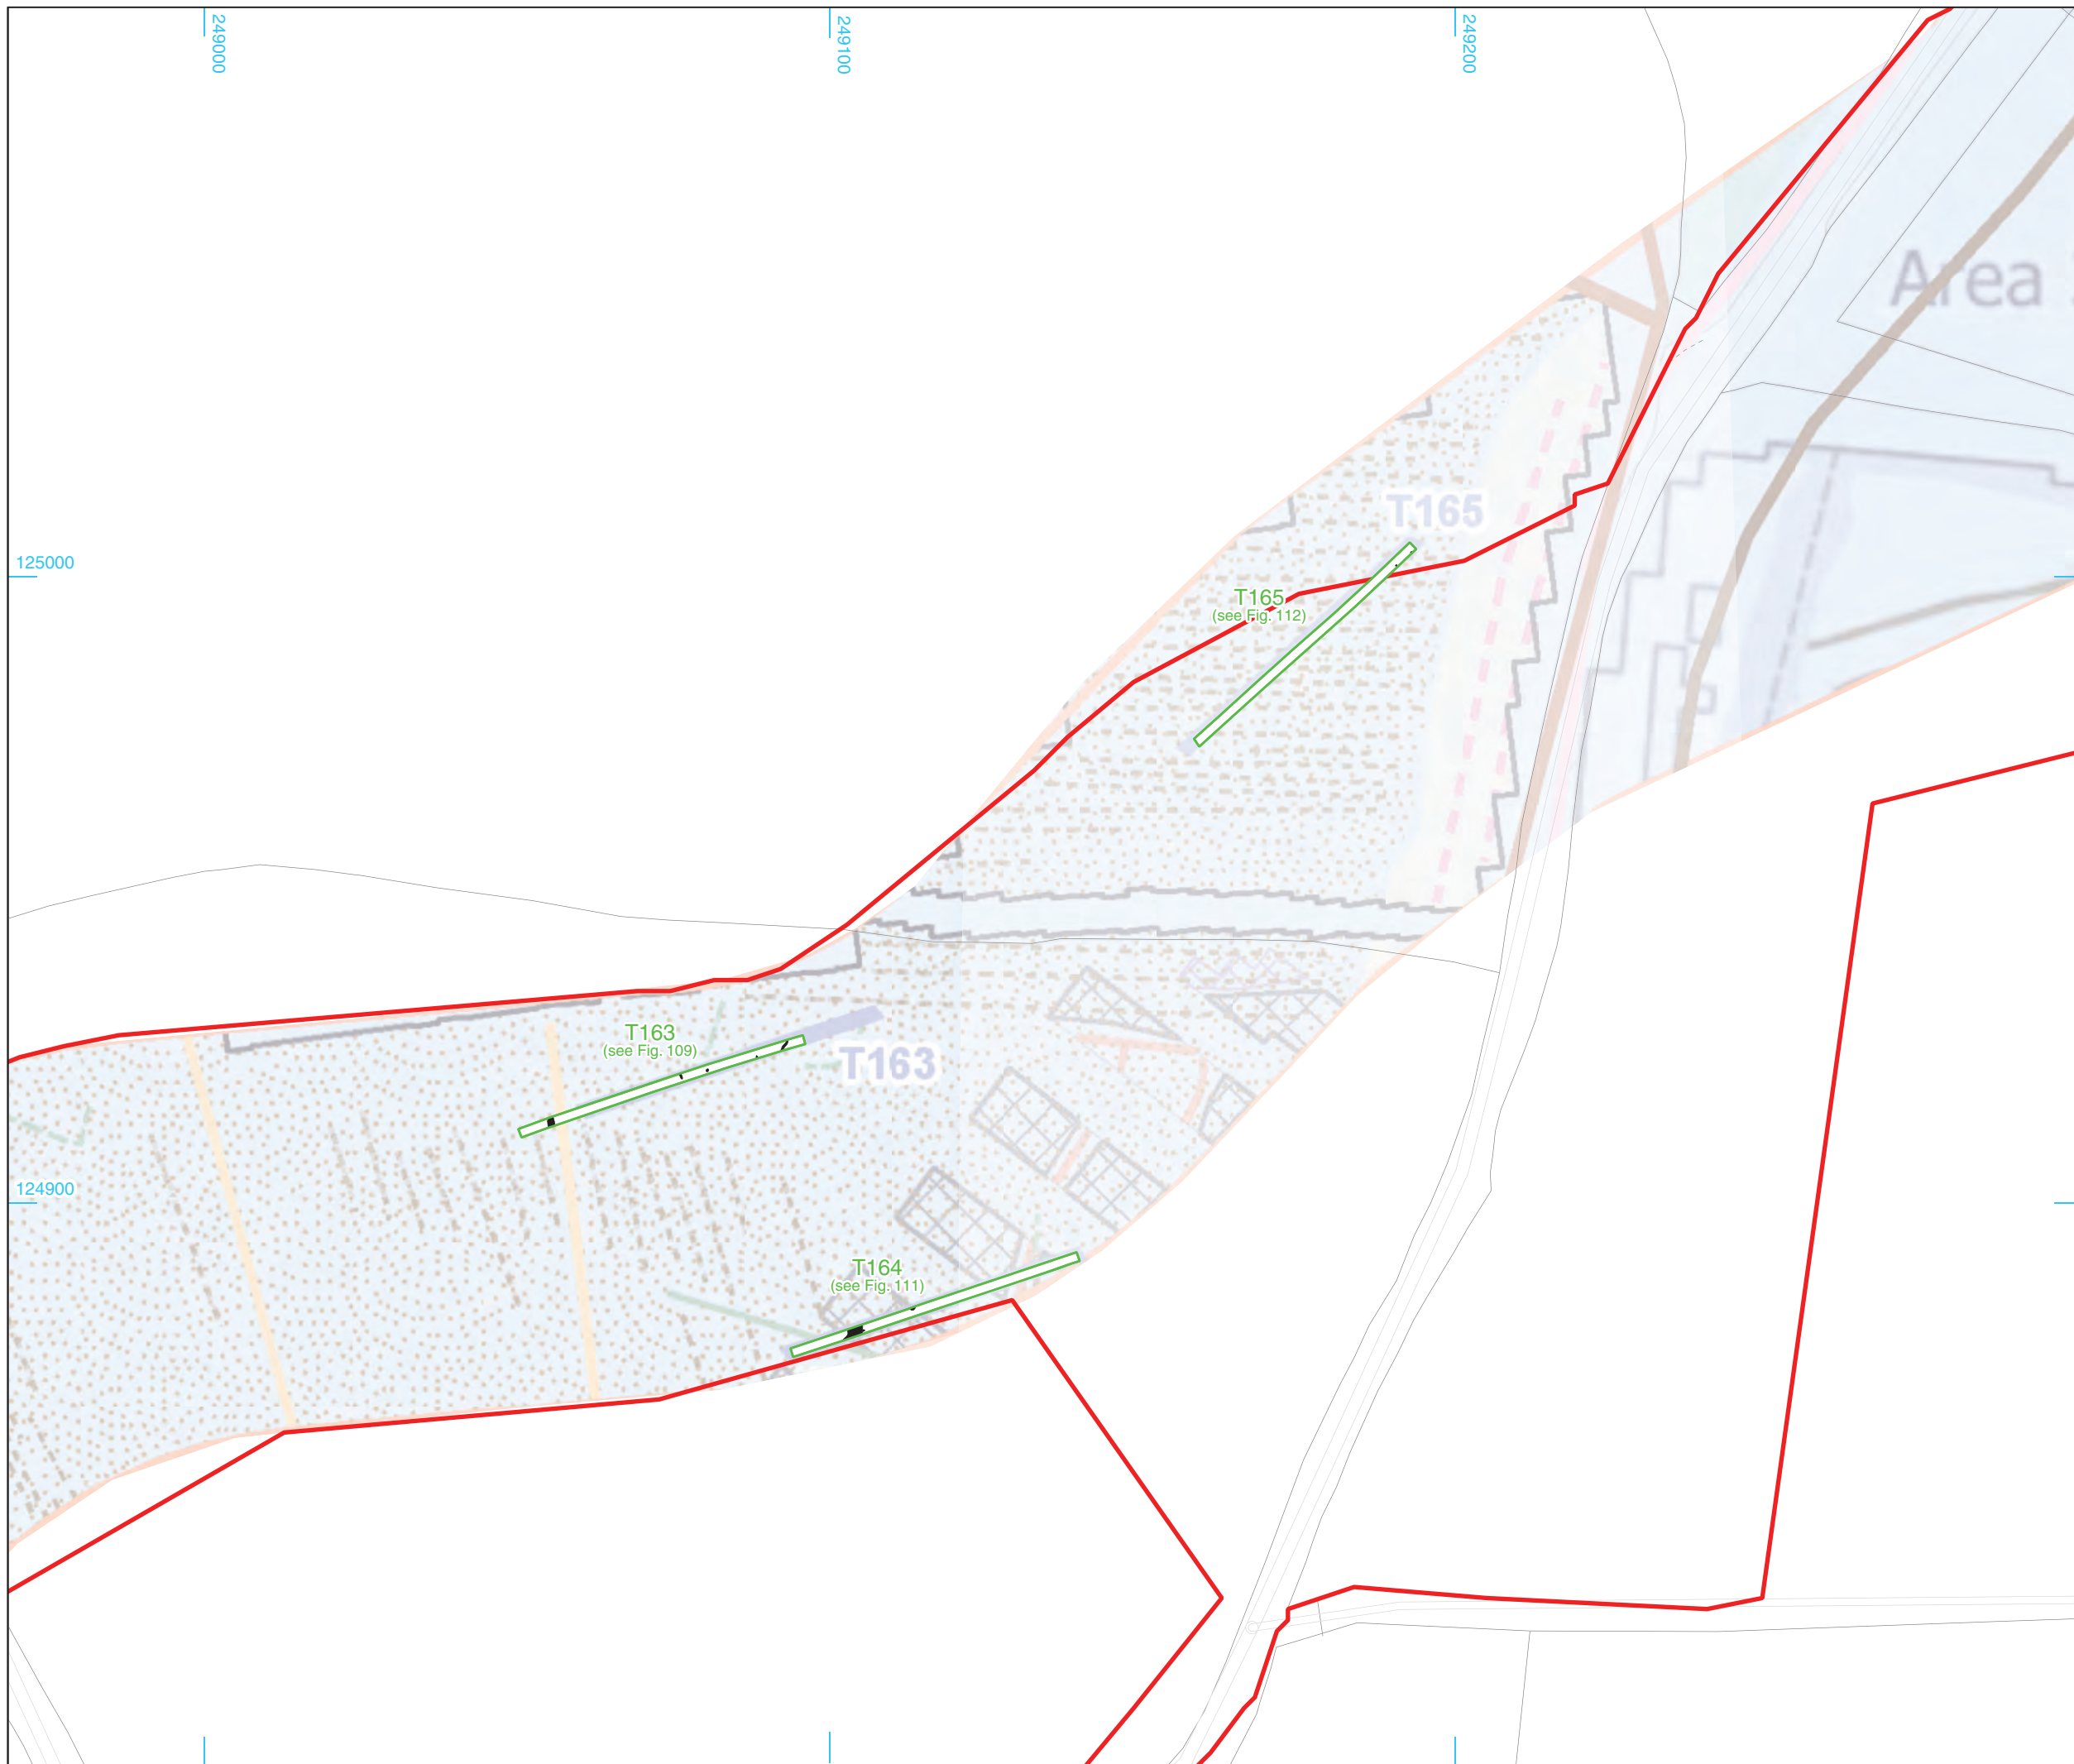 249000
249100
249200
Area
T165
125000
T165
(see Fig. 112)
T163
(see Fig. 109)
T163
124900
T164
(see Fig. 111)